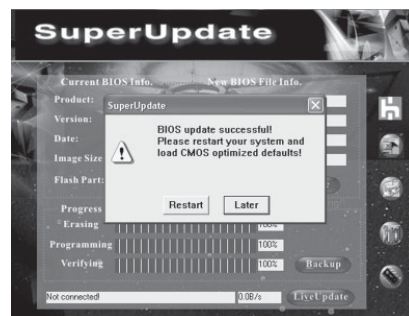 SuperUpdate
Current BIOS Info.
New BIOS File Info.
Product:
SuperUpdate
Version:
BIOS update successful!
Please restart your system and
load CMOS optimized defaults!
Date:
Image Size
Flash Part:
Restart
Later
Progress
Erasing
100%
Programming
100%
Verifying
100%
Backup
Not connected!
0.0B/s
LiveUpdate